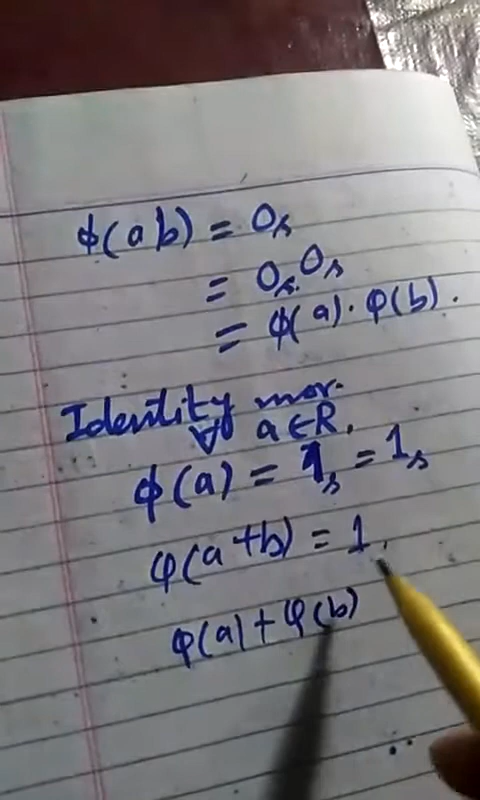 ϕ(ab) = 0s
= 0s.0s
= ϕ(a). φ(b).
Identity mor.
∀ a ∈ R.
ϕ(a) = 1s = 1s
φ(a+b) = 1
φ(a) + φ(b)